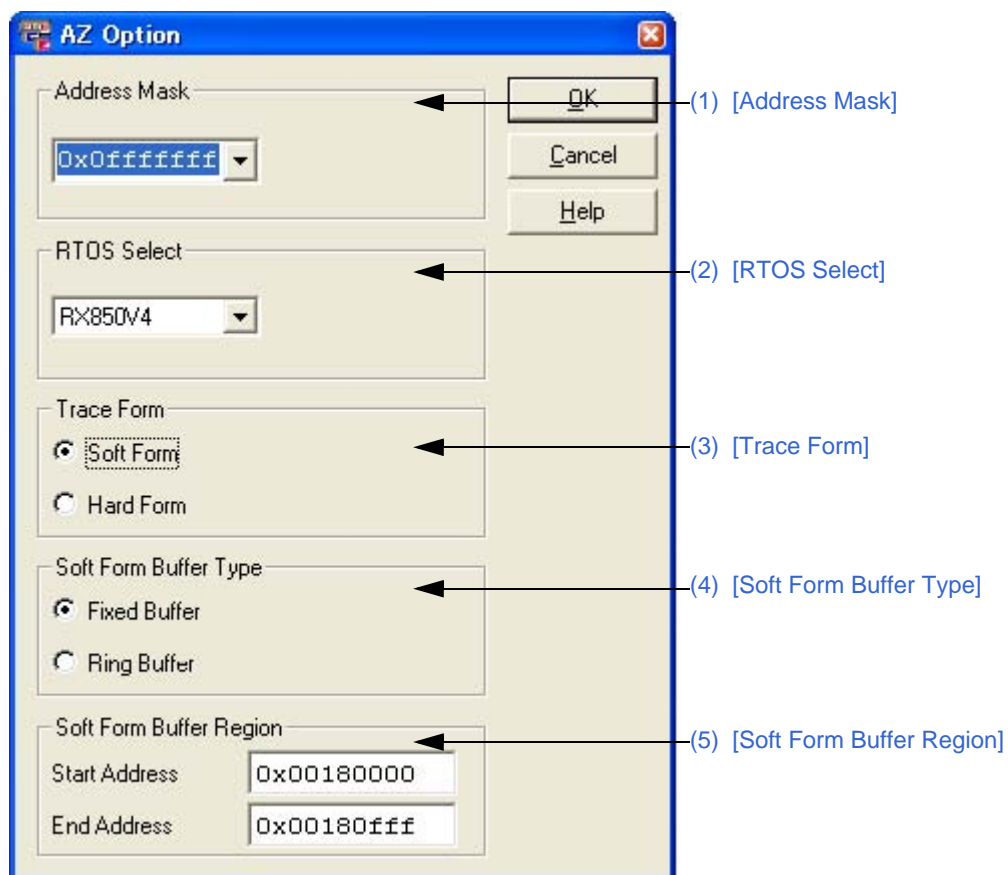 AZ Option
Address Mask
0x0fffffff
OK
Cancel
Help
(1) [Address Mask]
RTOS Select
RX850V4
(2) [RTOS Select]
Trace Form
Soft Form
Hard Form
(3) [Trace Form]
Soft Form Buffer Type
Fixed Buffer
Ring Buffer
(4) [Soft Form Buffer Type]
Soft Form Buffer Region
Start Address 0x00180000
End Address 0x00180fff
(5) [Soft Form Buffer Region]